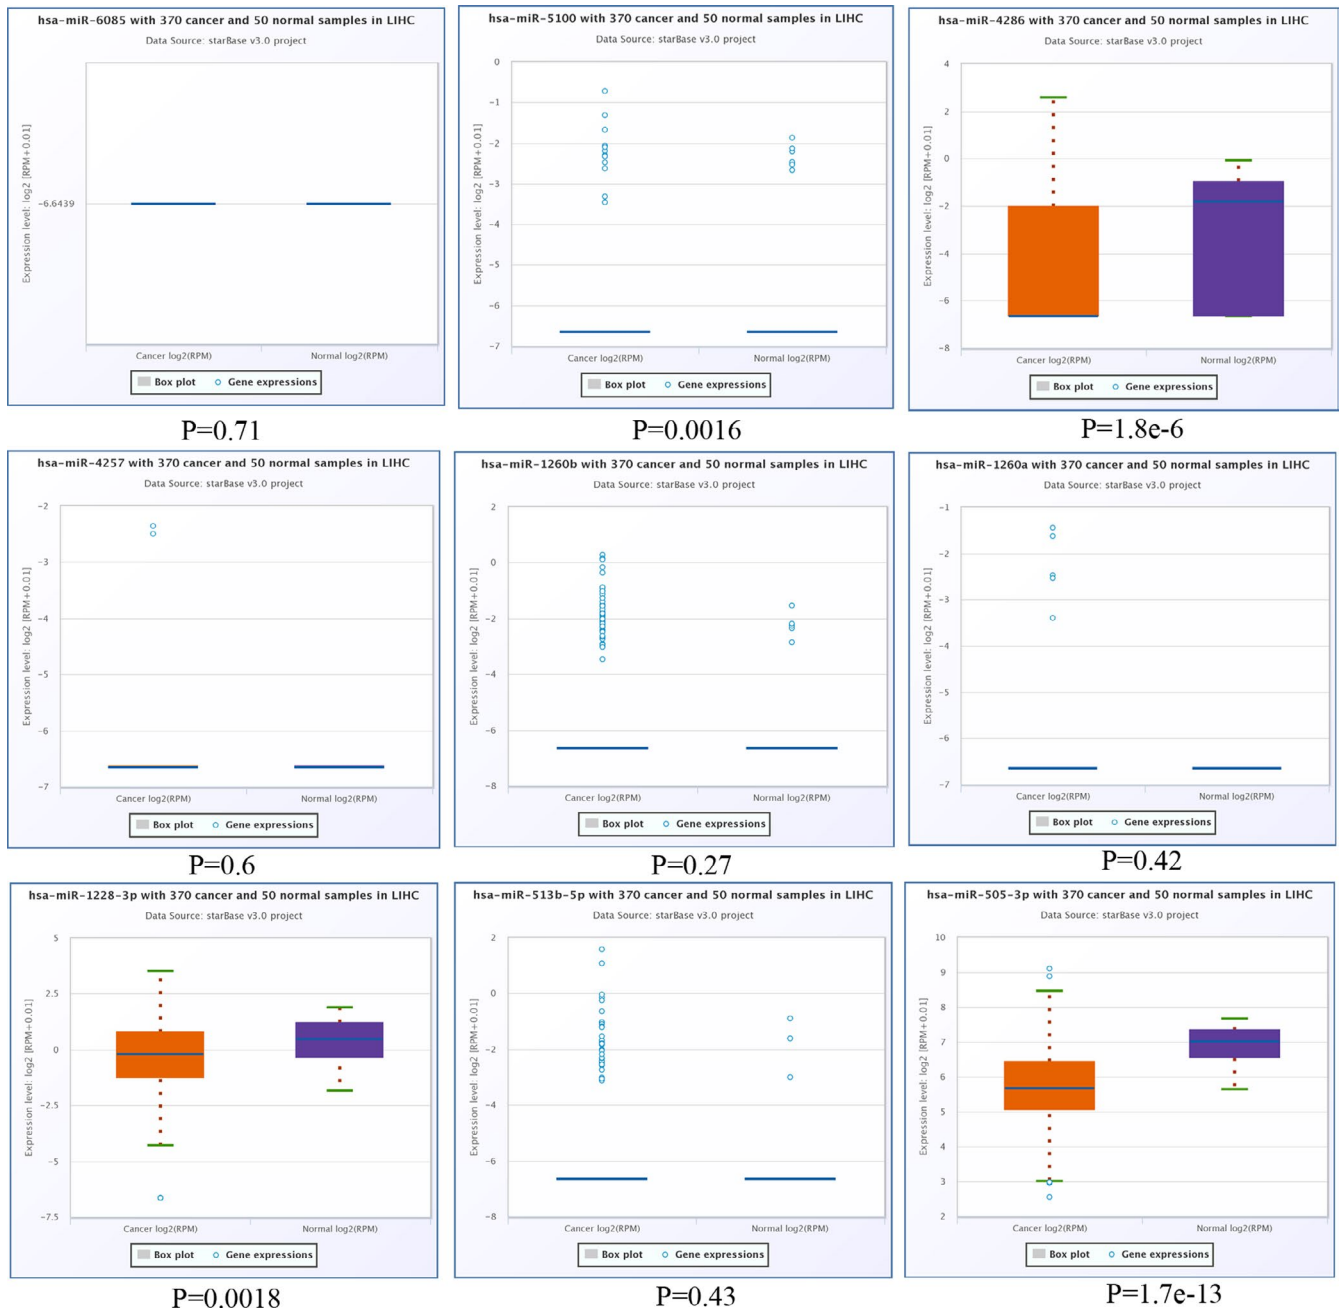 hsa-miR-6085 with 370 cancer and 50 normal samples in LIHC
Data Source: starBase v3.0 project
Expression level: log2 [RPM+0.01]
-6.6439
Cancer log2(RPM) Normal log2(RPM)
Box plot Gene expressions
P=0.71
hsa-miR-5100 with 370 cancer and 50 normal samples in LIHC
Data Source: starBase v3.0 project
Expression level: log2 [RPM+0.01]
0
-1
-2
-3
-4
-5
-6
-7
Cancer log2(RPM) Normal log2(RPM)
Box plot Gene expressions
P=0.0016
hsa-miR-4286 with 370 cancer and 50 normal samples in LIHC
Data Source: starBase v3.0 project
Expression level: log2 [RPM+0.01]
4
2
0
-2
-4
-6
-8
Cancer log2(RPM) Normal log2(RPM)
Box plot Gene expressions
P=1.8e-6
hsa-miR-4257 with 370 cancer and 50 normal samples in LIHC
Data Source: starBase v3.0 project
Expression level: log2 [RPM+0.01]
-2
-3
-4
-5
-6
-7
Cancer log2(RPM) Normal log2(RPM)
Box plot Gene expressions
P=0.6
hsa-miR-1260b with 370 cancer and 50 normal samples in LIHC
Data Source: starBase v3.0 project
Expression level: log2 [RPM+0.01]
2
0
-2
-4
-6
-8
Cancer log2(RPM) Normal log2(RPM)
Box plot Gene expressions
P=0.27
hsa-miR-1260a with 370 cancer and 50 normal samples in LIHC
Data Source: starBase v3.0 project
Expression level: log2 [RPM+0.01]
-1
-2
-3
-4
-5
-6
-7
Cancer log2(RPM) Normal log2(RPM)
Box plot Gene expressions
P=0.42
hsa-miR-1228-3p with 370 cancer and 50 normal samples in LIHC
Data Source: starBase v3.0 project
Expression level: log2 [RPM+0.01]
5
2.5
0
-2.5
-5
-7.5
Cancer log2(RPM) Normal log2(RPM)
Box plot Gene expressions
P=0.0018
hsa-miR-513b-5p with 370 cancer and 50 normal samples in LIHC
Data Source: starBase v3.0 project
Expression level: log2 [RPM+0.01]
2
0
-2
-4
-6
-8
Cancer log2(RPM) Normal log2(RPM)
Box plot Gene expressions
P=0.43
hsa-miR-505-3p with 370 cancer and 50 normal samples in LIHC
Data Source: starBase v3.0 project
Expression level: log2 [RPM+0.01]
10
9
8
7
6
5
4
3
2
Cancer log2(RPM) Normal log2(RPM)
Box plot Gene expressions
P=1.7e-13